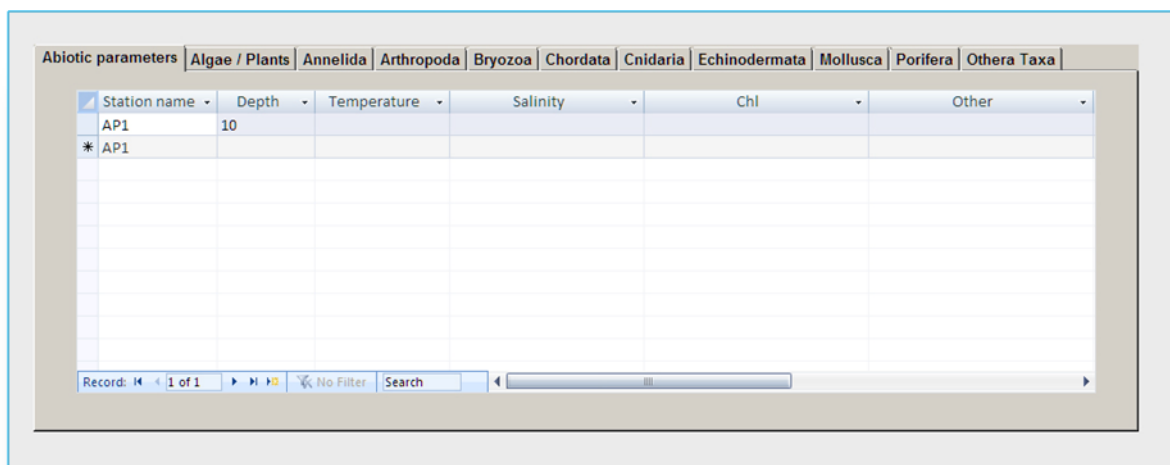 Abiotic parameters Algae / Plants Annelida Arthropoda Bryozoa Chordata Cnidaria Echinodermata Mollusca Porifera Othera Taxa
Station name Depth Temperature Salinity Chl Other
AP1 10
* AP1
Record: 1 of 1 No Filter Search